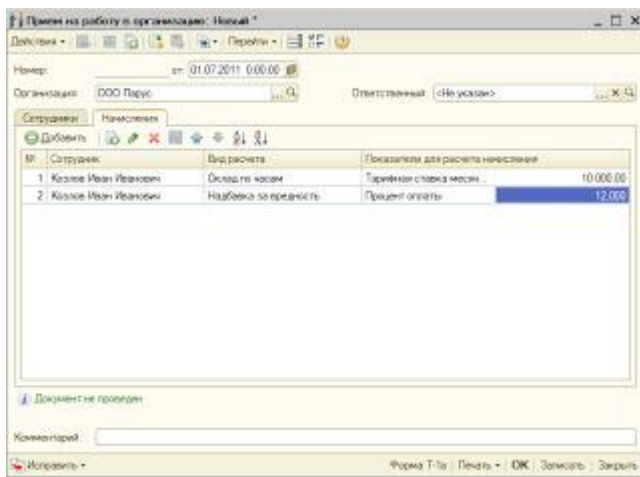 Прием на работу в организацию: Новый *
Действия Перейти
Номер: от: 01.07.2011 0:00:00
Организация: ООО Парус Ответственный: <Не указан>
Сотрудники Начисления
Добавить
№ Сотрудник Вид расчета Показатели для расчета начисления
1 Козлов Иван Иванович Оклад по часам Тарифная ставка месяч... 10 000,00
2 Козлов Иван Иванович Надбавка за вредность Процент оплаты 12,000
Документ не проведен
Комментарий:
Исправить Форма Т-1а Печать OK Записать Закрыть